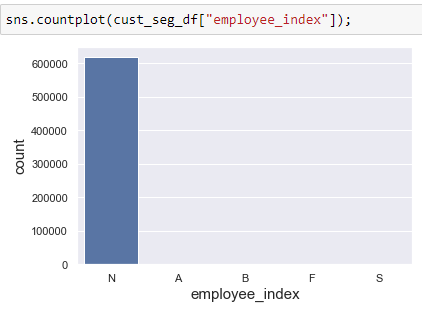 sns.countplot(cust_seg_df["employee_index"]);
600000
500000
400000
300000
200000
100000
0
count
N A B F S
employee_index